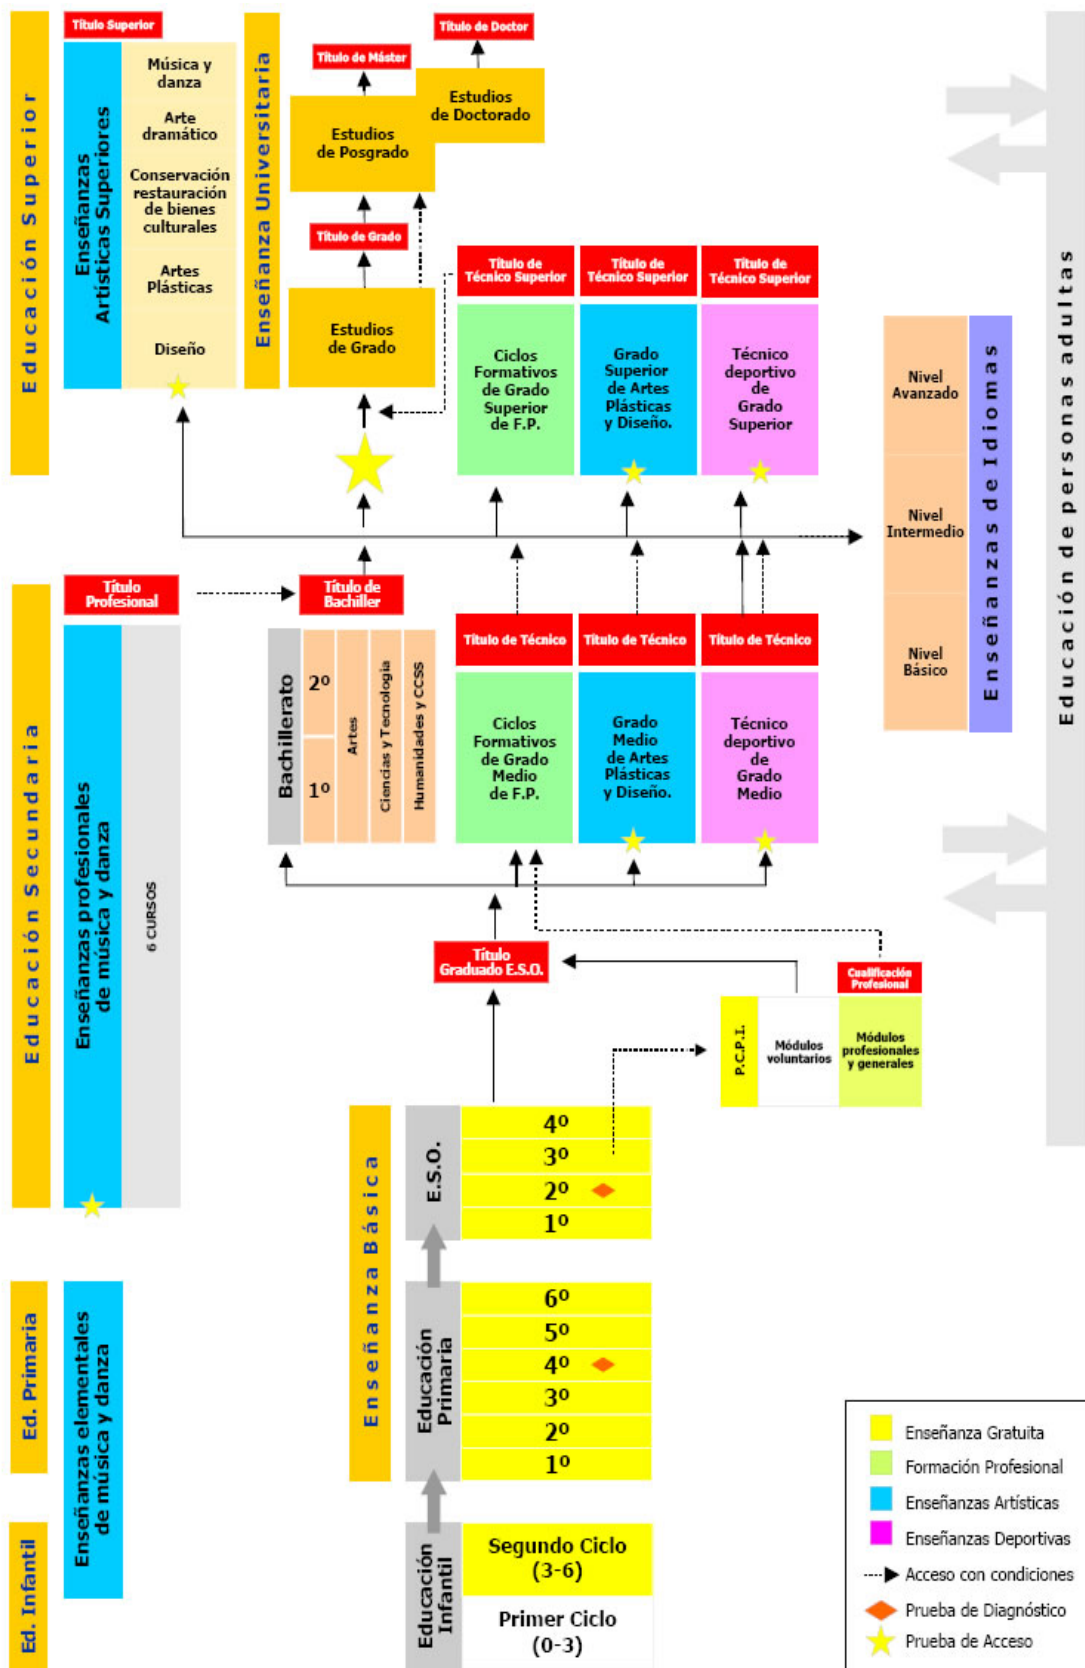 Educación Superior
Título Superior
Enseñanzas
Artísticas Superiores
Música y
danza
Arte
dramático
Conservación
restauración
de bienes
culturales
Artes
Plásticas
Diseño
Enseñanza Universitaria
Título de Máster
Título de Doctor
Estudios
de Posgrado
Estudios
de Doctorado
Título de Grado
Estudios
de Grado
Título de
Técnico Superior
Título de
Técnico Superior
Título de
Técnico Superior
Ciclos
Formativos
de Grado
Superior
de F.P.
Grado
Superior
de Artes
Plásticas
y Diseño.
Técnico
deportivo
de
Grado
Superior
Nivel
Avanzado
Nivel
Intermedio
Nivel
Básico
Enseñanzas de Idiomas
Educación de personas adultas
Educación Secundaria
Título
Profesional
Enseñanzas profesionales
de música y danza
6 CURSOS
Título de
Bachiller
Bachillerato
2º
1º
Artes
Ciencias y Tecnología
Humanidades y CCSS
Título de Técnico
Título de Técnico
Título de Técnico
Ciclos
Formativos
de Grado
Medio
de F.P.
Grado
Medio
de Artes
Plásticas
y Diseño.
Técnico
deportivo
de
Grado
Medio
Título
Graduado E.S.O.
Cualificación
Profesional
P.C.P.I.
Módulos
voluntarios
Módulos
profesionales
y generales
Enseñanza Básica
E.S.O.
4º
3º
2º
1º
Ed. Primaria
Enseñanzas elementales
de música y danza
Educación
Primaria
6º
5º
4º
3º
2º
1º
Ed. Infantil
Educación
Infantil
Segundo Ciclo
(3-6)
Primer Ciclo
(0-3)
Enseñanza Gratuita
Formación Profesional
Enseñanzas Artísticas
Enseñanzas Deportivas
Acceso con condiciones
Prueba de Diagnóstico
Prueba de Acceso